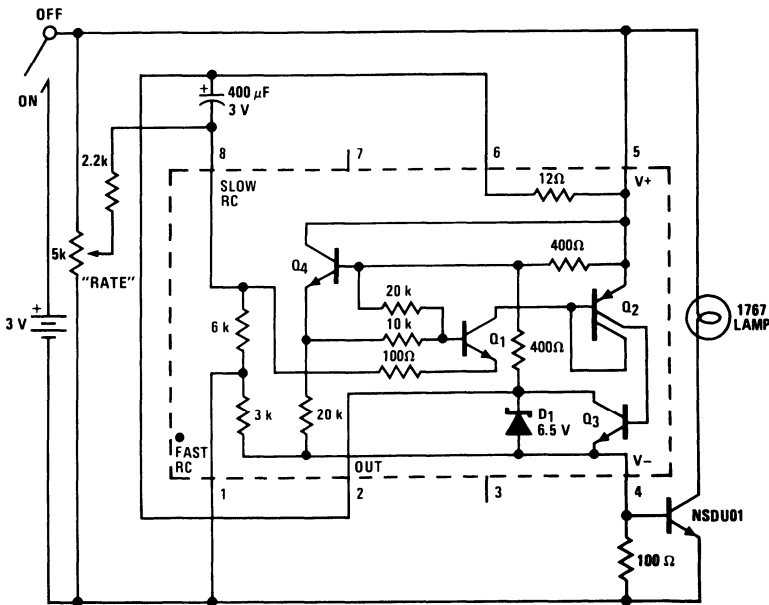 OFF
ON
+
400 µF
3 V
2.2k
8
7
6
5
SLOW
RC
12Ω
V+
5k
"RATE"
Q4
400Ω
20 k
Q2
1767
LAMP
+
3 V
6 k
10 k
Q1
400Ω
100Ω
3 k
20 k
D1
6.5 V
Q3
FAST
RC
OUT
V−
1
2
3
4
NSDU01
100 Ω